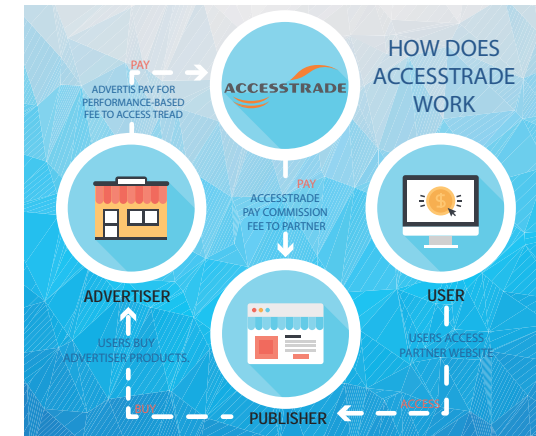 HOW DOES
ACCESSTRADE
WORK
PAY
ADVERTIS PAY FOR
PERFORMANCE-BASED
FEE TO ACCESS TREAD
ACCESSTRADE
PAY
ACCESSTRADE
PAY COMMISSION
FEE TO PARTNER
ADVERTISER
USER
USERS BUY
ADVERTISER PRODUCTS.
USERS ACCESS
PARTNER WEBSITE
BUY
PUBLISHER
ACCESS